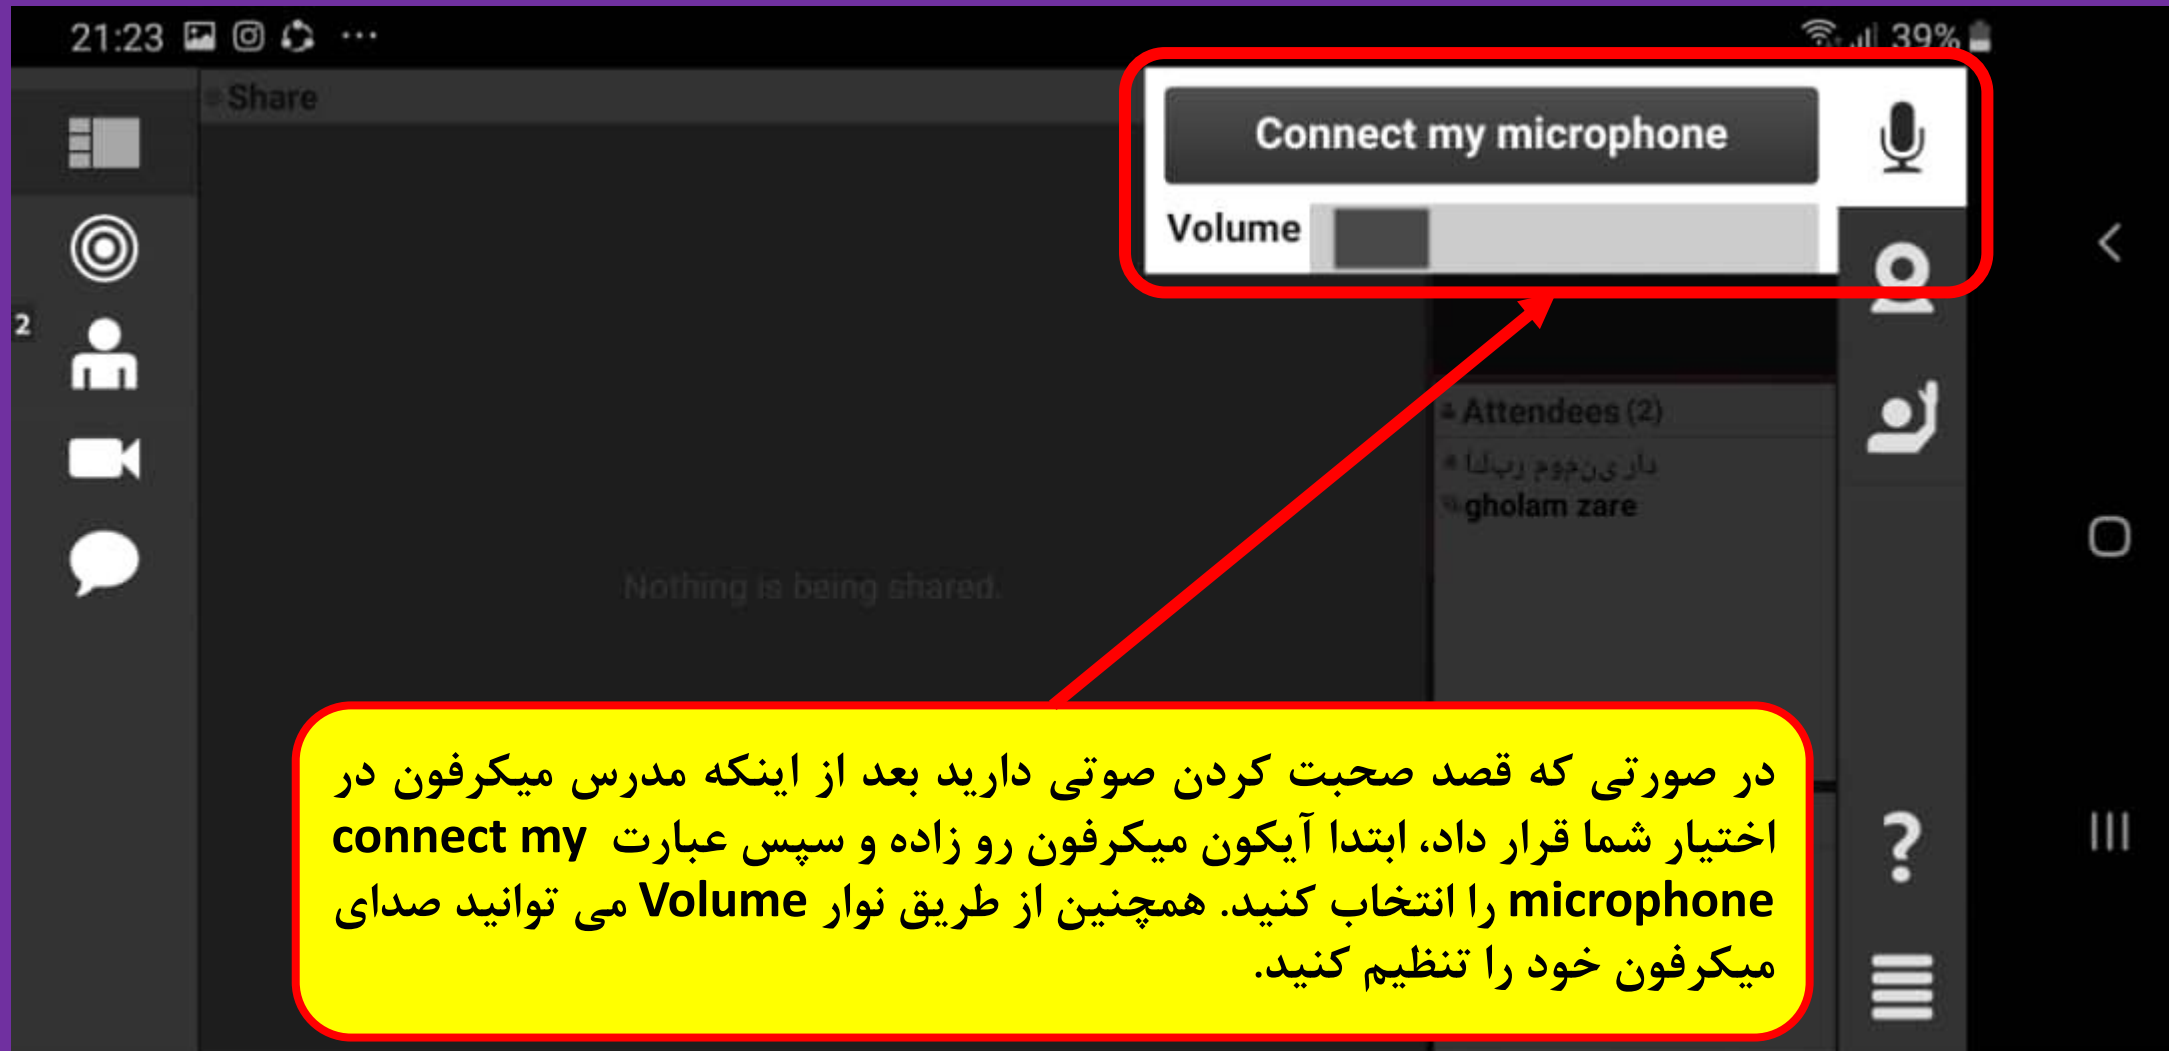 21:23
39%
Share
Connect my microphone
Volume
2
Attendees (2)
gholam zare
Nothing is being shared.
در صورتی که قصد صحبت کردن صوتی دارید بعد از اینکه مدرس میکرفون در
اختیار شما قرار داد، ابتدا آیکون میکرفون رو زاده و سپس عبارت connect my
microphone را انتخاب کنید. همچنین از طریق نوار Volume می توانید صدای
میکرفون خود را تنظیم کنید.